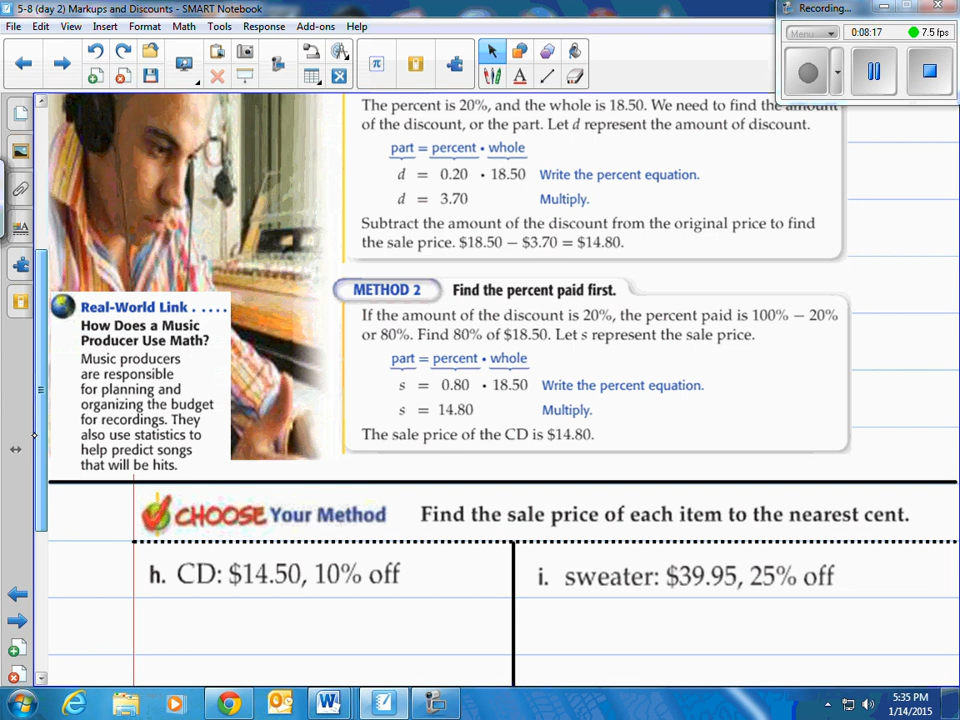 5-8 (day 2) Markups and Discounts - SMART Notebook
File Edit View Insert Format Math Tools Response Add-ons Help
Recording...
Menu 0:08:17 7.5 fps
The percent is 20%, and the whole is 18.50. We need to find the amount
of the discount, or the part. Let d represent the amount of discount.
part = percent • whole
d = 0.20 • 18.50 Write the percent equation.
d = 3.70 Multiply.
Subtract the amount of the discount from the original price to find
the sale price. $18.50 − $3.70 = $14.80.
METHOD 2 Find the percent paid first.
If the amount of the discount is 20%, the percent paid is 100% − 20%
or 80%. Find 80% of $18.50. Let s represent the sale price.
part = percent • whole
s = 0.80 • 18.50 Write the percent equation.
s = 14.80 Multiply.
The sale price of the CD is $14.80.
Real-World Link . . . . .
How Does a Music
Producer Use Math?
Music producers
are responsible
for planning and
organizing the budget
for recordings. They
also use statistics to
help predict songs
that will be hits.
CHOOSE Your Method Find the sale price of each item to the nearest cent.
h. CD: $14.50, 10% off
i. sweater: $39.95, 25% off
5:35 PM
1/14/2015